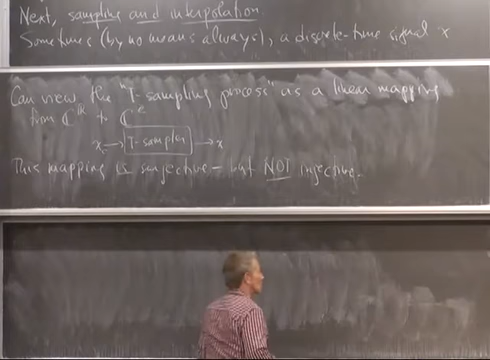 Next, sampling and interpolation
Sometimes (by no means always), a discrete-time signal x
Can view the "T-sampling process" as a linear mapping
from ℂ^ℝ to ℂ^ℤ
x → T-sampler → x
This mapping is surjective - but NOT injective.